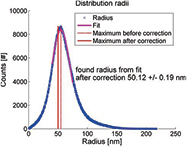 Distribution radii
10000
8000
6000
4000
2000
0
Counts [#]
Radius
Fit
Maximum before correction
Maximum after correction
found radius from fit
after correction 50.12 +/- 0.19 nm
0 50 100 150 200 250
Radius [nm]